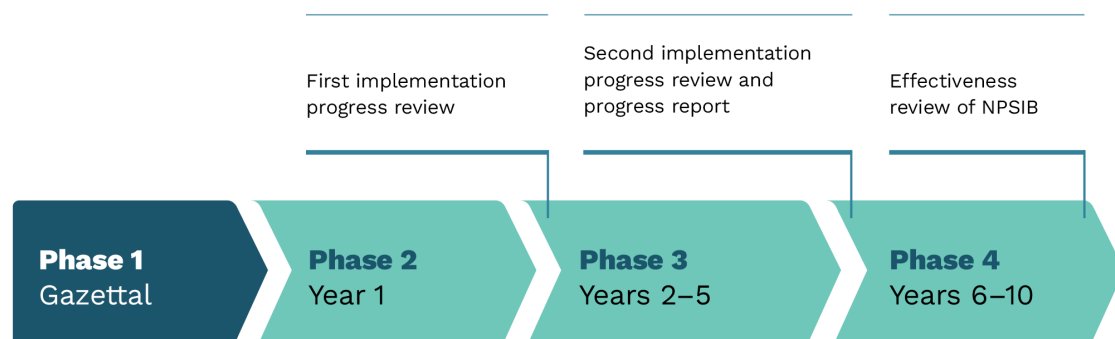 First implementation
progress review
Second implementation
progress review and
progress report
Effectiveness
review of NPSIB
Phase 1
Gazettal
Phase 2
Year 1
Phase 3
Years 2–5
Phase 4
Years 6–10